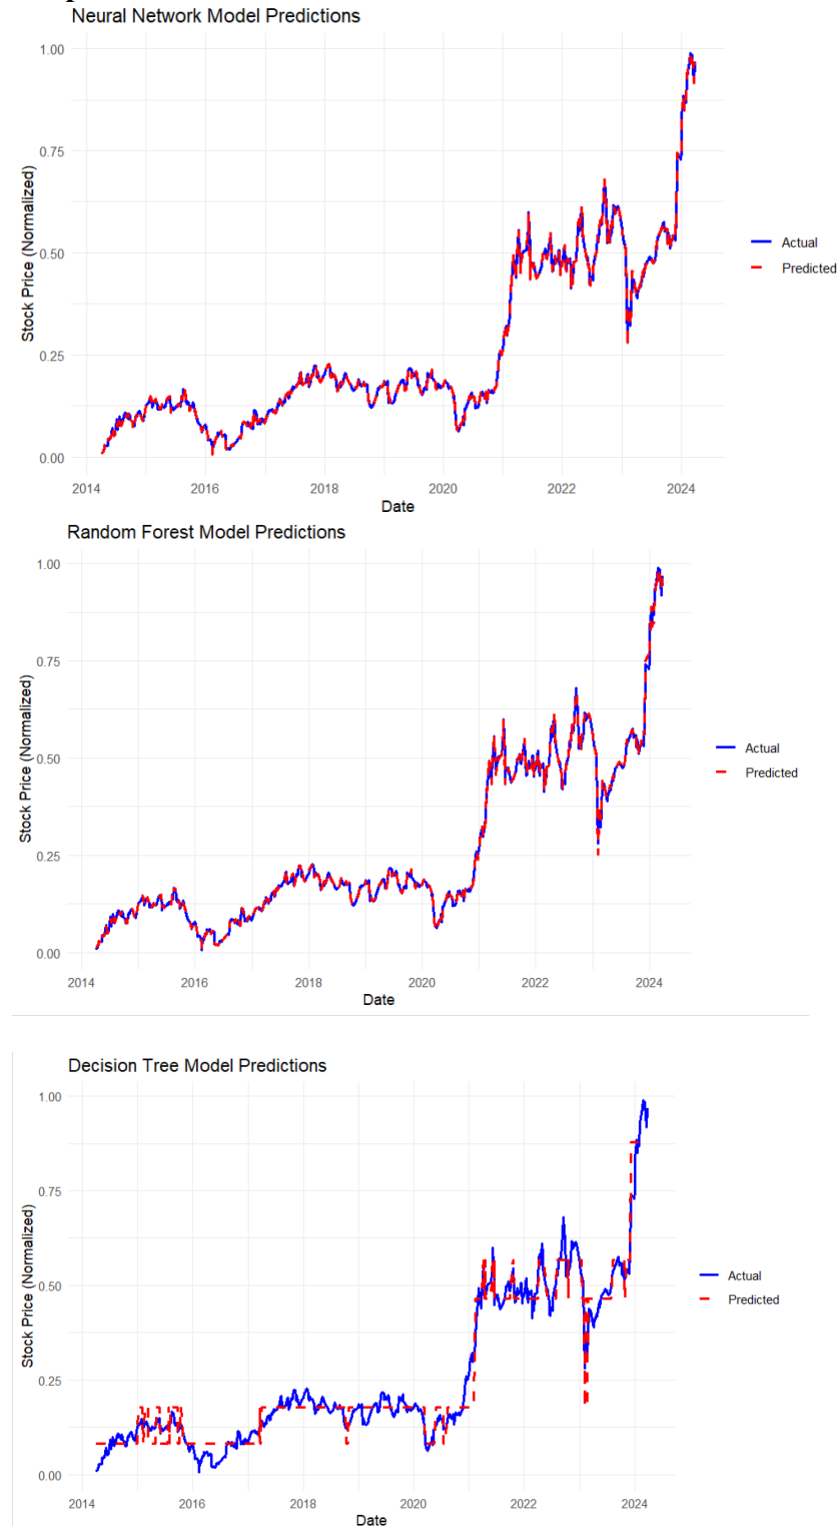 Neural Network Model Predictions
1.00
0.75
0.50
0.25
0.00
Stock Price (Normalized)
2014 2016 2018 2020 2022 2024
Date
Actual
Predicted
Random Forest Model Predictions
1.00
0.75
0.50
0.25
0.00
Stock Price (Normalized)
2014 2016 2018 2020 2022 2024
Date
Actual
Predicted
Decision Tree Model Predictions
1.00
0.75
0.50
0.25
0.00
Stock Price (Normalized)
2014 2016 2018 2020 2022 2024
Date
Actual
Predicted